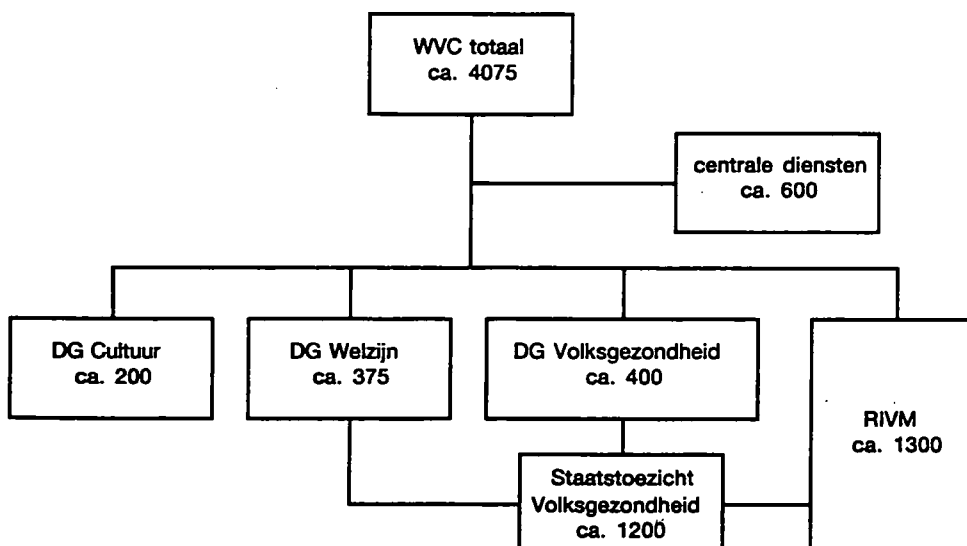 WVC totaal
ca. 4075
centrale diensten
ca. 600
DG Cultuur
ca. 200
DG Welzijn
ca. 375
DG Volksgezondheid
ca. 400
RIVM
ca. 1300
Staatstoezicht
Volksgezondheid
ca. 1200